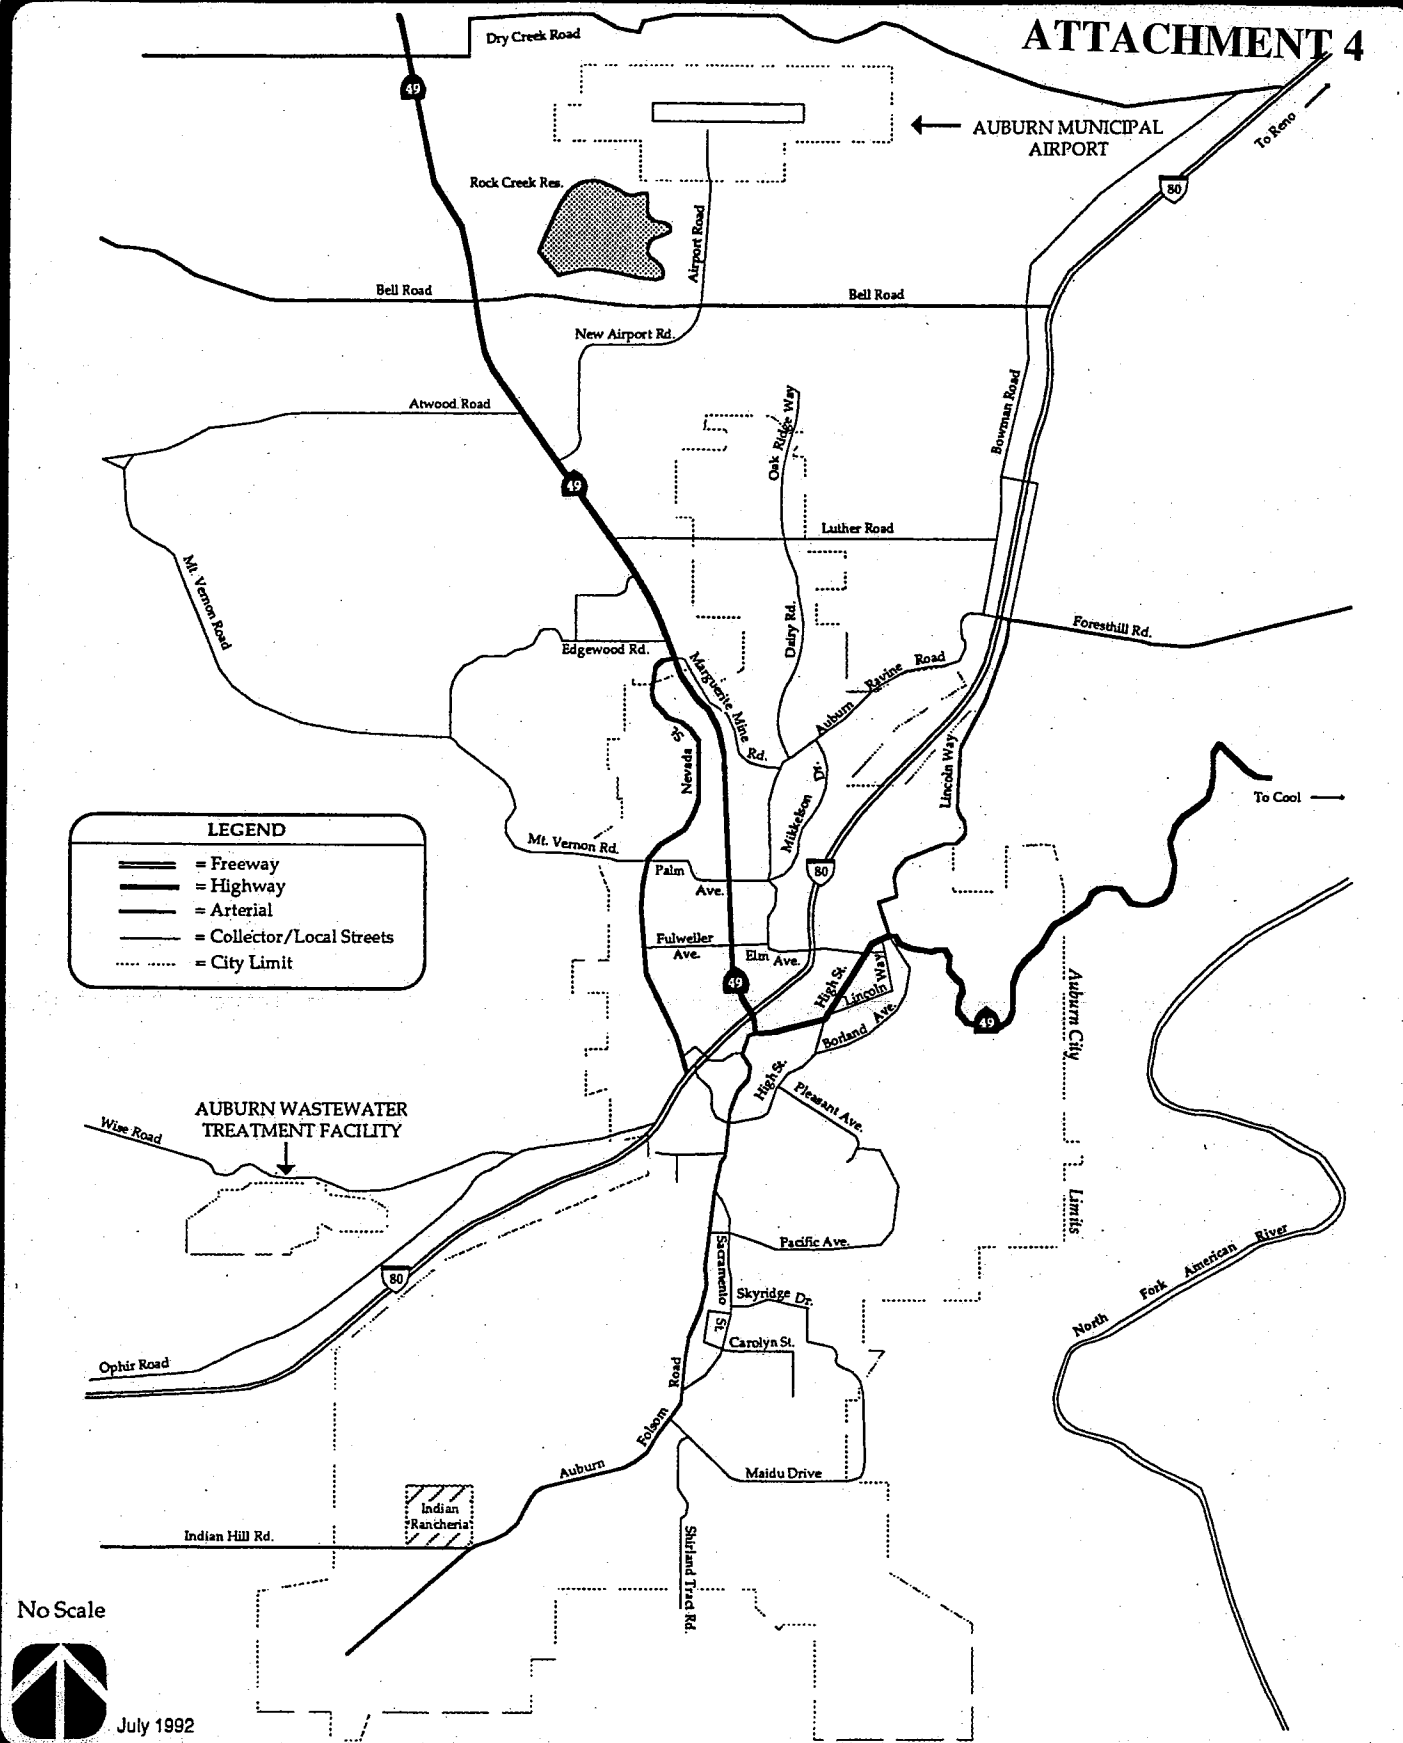 ATTACHMENT 4
Dry Creek Road
49
AUBURN MUNICIPAL
AIRPORT
To Reno
80
Rock Creek Res.
Airport Road
Bell Road
Bell Road
New Airport Rd.
Atwood Road
Oak Ridge Way
Bowman Road
49
Luther Road
Mt. Vernon Road
Dairy Rd.
Foresthill Rd.
Edgewood Rd.
Marguerite Mine
Rd.
Auburn Ravine Road
Nevada
St.
Lincoln Way
Mikkelson
Dr.
To Cool
LEGEND
= Freeway
= Highway
= Arterial
= Collector/Local Streets
= City Limit
Mt. Vernon Rd.
Palm
Ave.
80
Fulweiler
Ave.
Elm Ave.
49
High St.
Lincoln
Way
Borland Ave.
49
Auburn City
Limits
High St.
Pleasant Ave.
AUBURN WASTEWATER
TREATMENT FACILITY
Wise Road
Pacific Ave.
Sacramento
St.
North Fork American River
80
Skyridge Dr.
Carolyn St.
Ophir Road
Auburn Folsom Road
Maidu Drive
Indian
Rancheria
Indian Hill Rd.
Shirland Tract Rd.
No Scale
July 1992